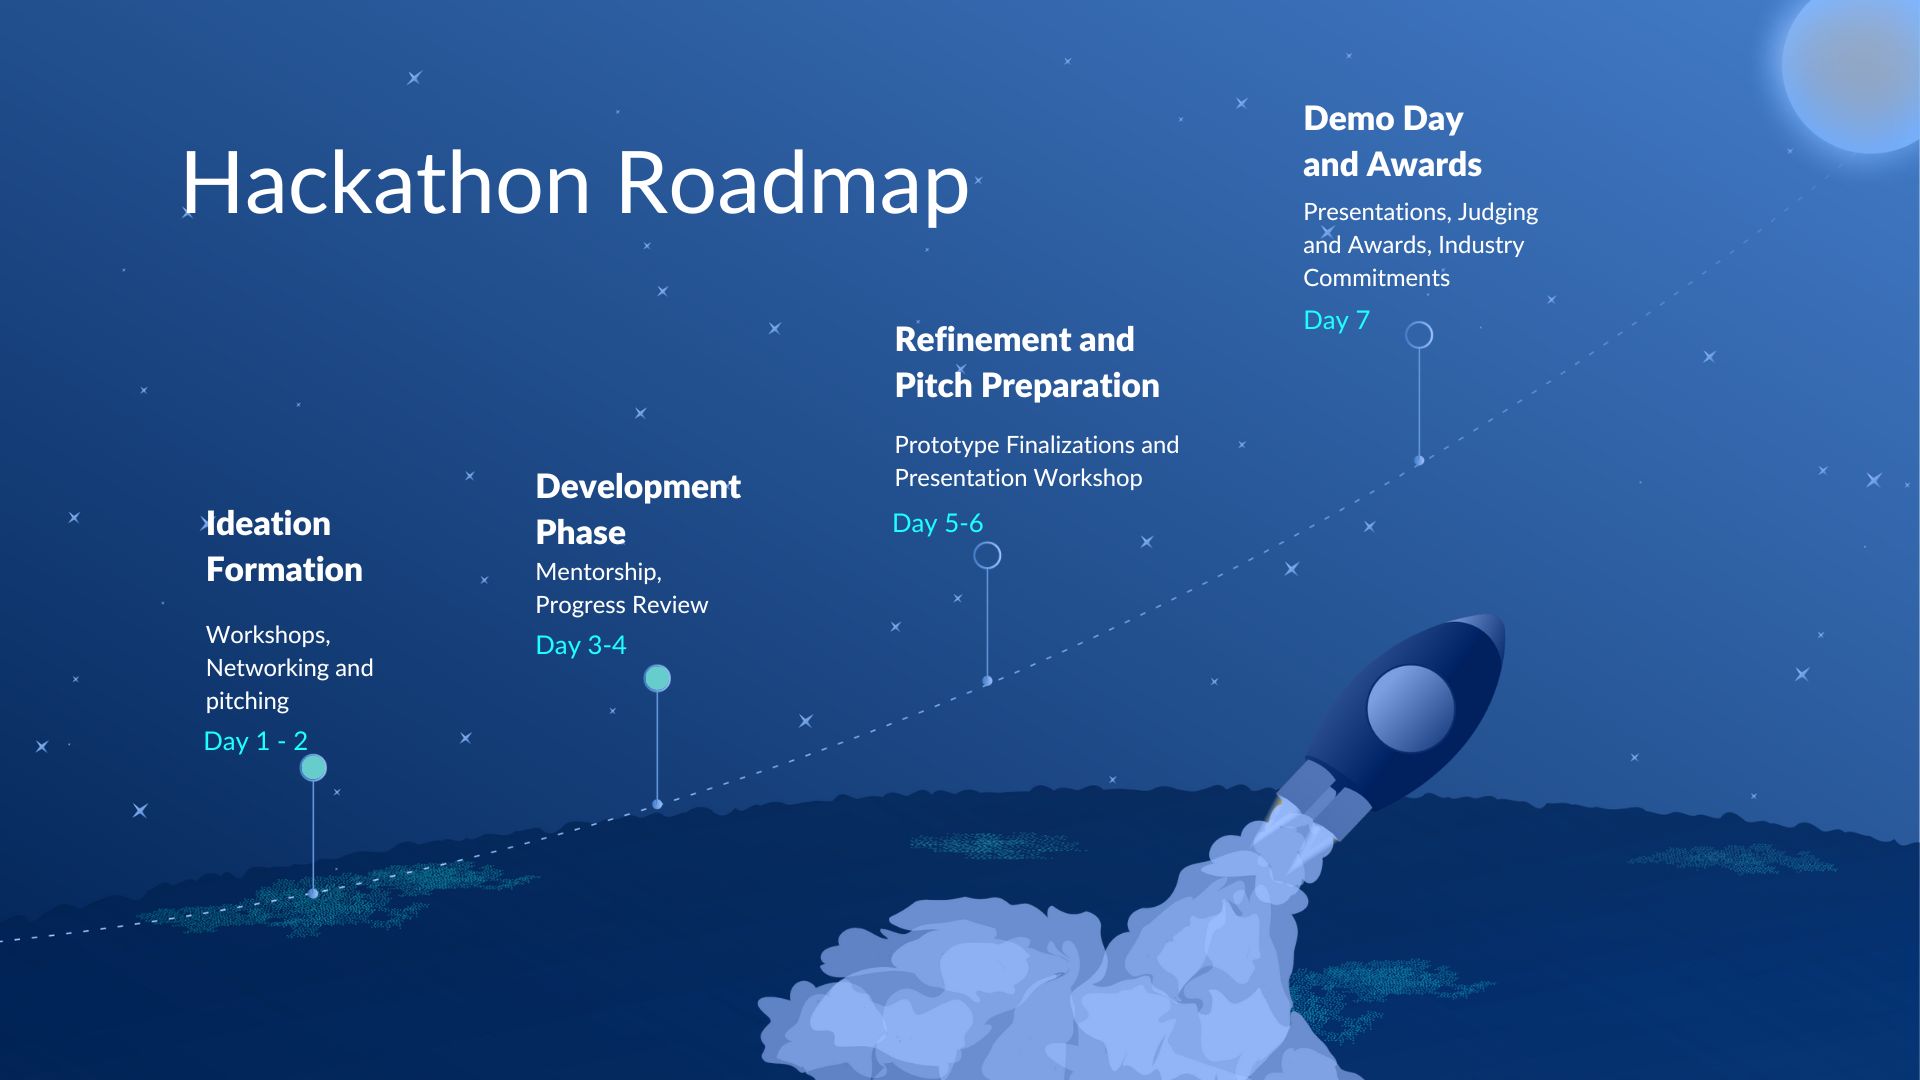 Hackathon Roadmap
Ideation
Formation
Workshops,
Networking and
pitching
Day 1 - 2
Development
Phase
Mentorship,
Progress Review
Day 3-4
Refinement and
Pitch Preparation
Prototype Finalizations and
Presentation Workshop
Day 5-6
Demo Day
and Awards
Presentations, Judging
and Awards, Industry
Commitments
Day 7